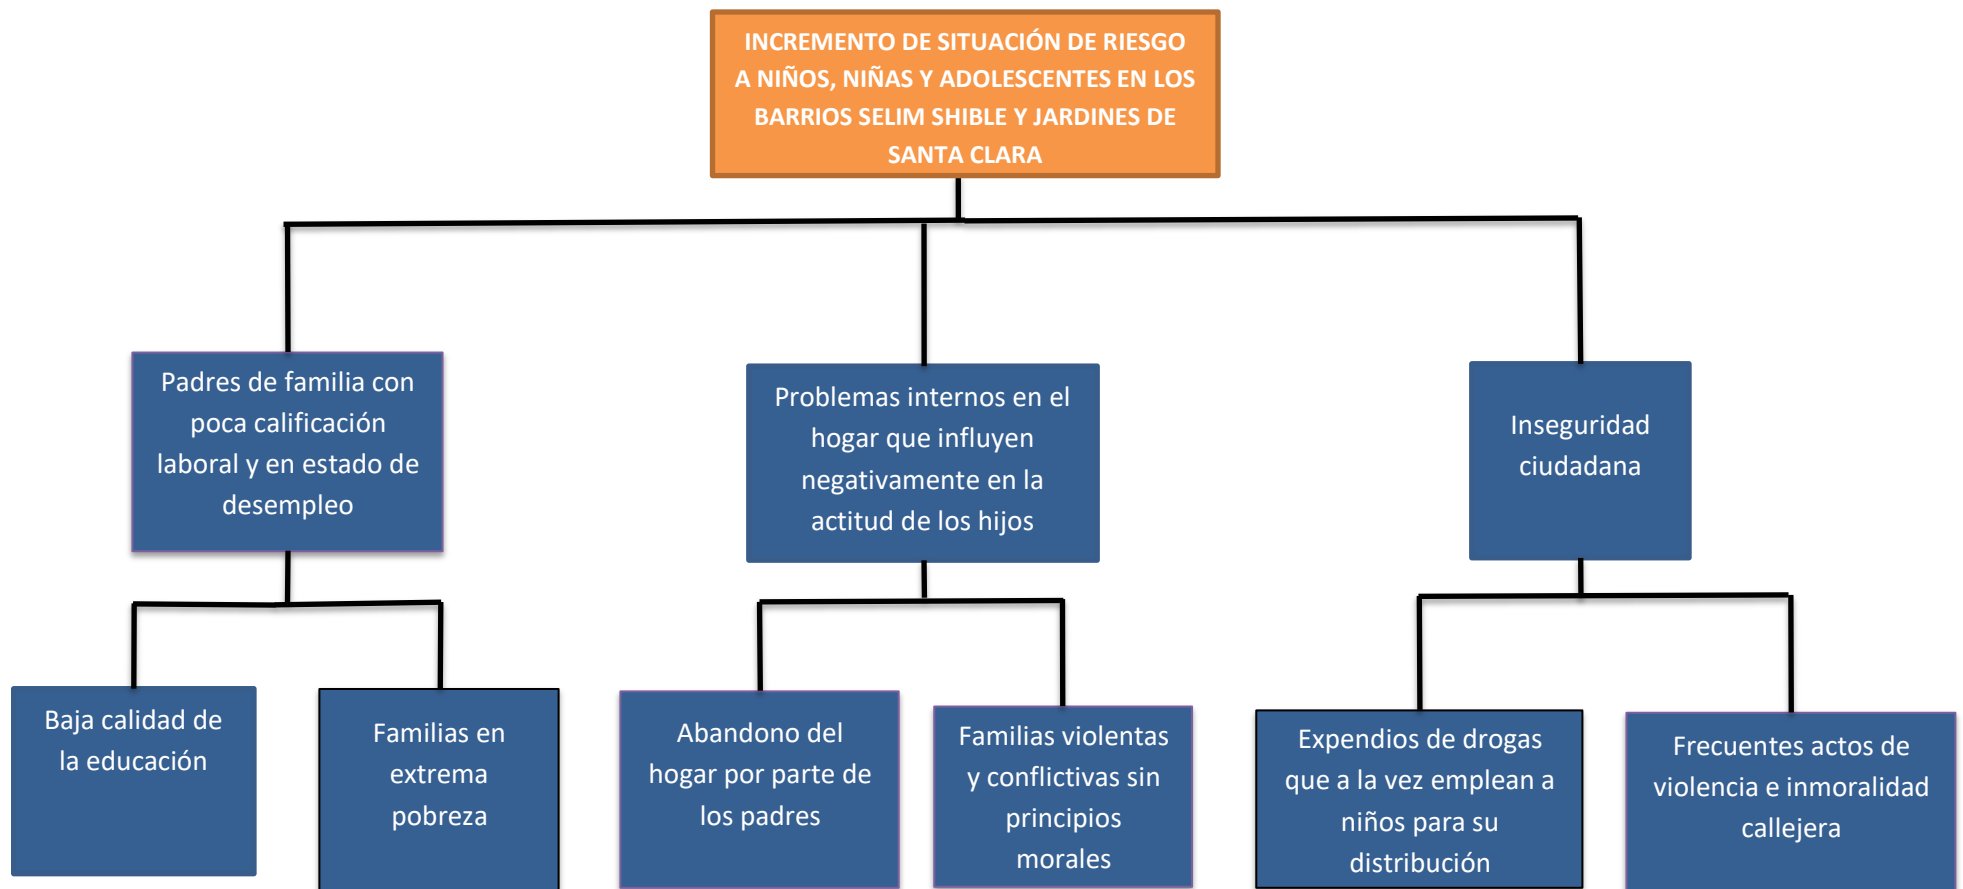 INCREMENTO DE SITUACIÓN DE RIESGO
A NIÑOS, NIÑAS Y ADOLESCENTES EN LOS
BARRIOS SELIM SHIBLE Y JARDINES DE
SANTA CLARA
Padres de familia con
poca calificación
laboral y en estado de
desempleo
Problemas internos en el
hogar que influyen
negativamente en la
actitud de los hijos
Inseguridad
ciudadana
Baja calidad de
la educación
Familias en
extrema
pobreza
Abandono del
hogar por parte de
los padres
Familias violentas
y conflictivas sin
principios
morales
Expendios de drogas
que a la vez emplean a
niños para su
distribución
Frecuentes actos de
violencia e inmoralidad
callejera